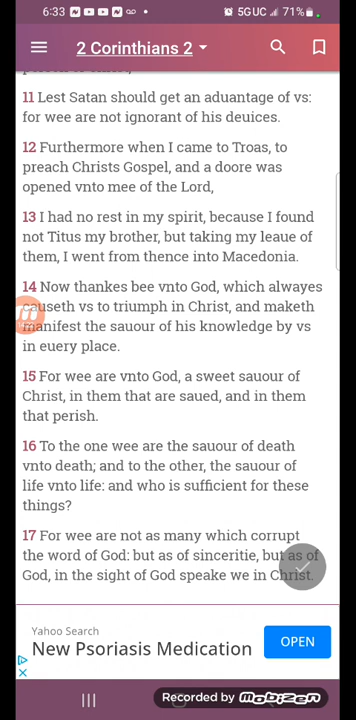 6:33
5GUC
71%
2 Corinthians 2
11 Lest Satan should get an aduantage of vs:
for wee are not ignorant of his deuices.
12 Furthermore when I came to Troas, to
preach Christs Gospel, and a doore was
opened vnto mee of the Lord,
13 I had no rest in my spirit, because I found
not Titus my brother, but taking my leaue of
them, I went from thence into Macedonia.
14 Now thankes bee vnto God, which alwayes
causeth vs to triumph in Christ, and maketh
manifest the sauour of his knowledge by vs
in euery place.
15 For wee are vnto God, a sweet sauour of
Christ, in them that are saued, and in them
that perish.
16 To the one wee are the sauour of death
vnto death; and to the other, the sauour of
life vnto life: and who is sufficient for these
things?
17 For wee are not as many which corrupt
the word of God: but as of sinceritie, but as of
God, in the sight of God speake we in Christ.
Yahoo Search
New Psoriasis Medication
OPEN
Recorded by mobizen